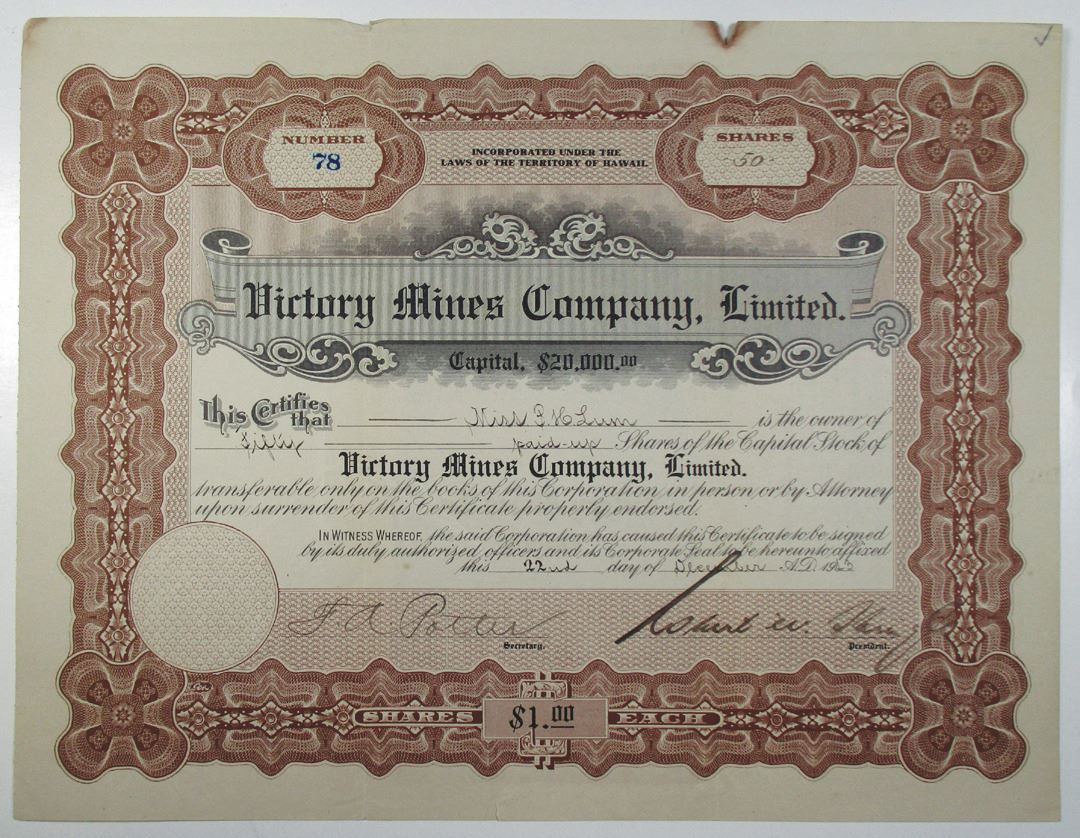 NUMBER
78
INCORPORATED UNDER THE
LAWS OF THE TERRITORY OF HAWAII.
SHARES
50
Victory Mines Company, Limited.
Capital, $20,000.00
This Certifies that Miss P H Lum is the owner of
Fifty paid-up Shares of the Capital Stock of
Victory Mines Company, Limited.
transferable only on the books of this Corporation in person or by Attorney
upon surrender of this Certificate properly endorsed.
IN WITNESS WHEREOF, the said Corporation has caused this Certificate to be signed
by its duly authorized officers and its Corporate Seal to be hereunto affixed
this 22nd day of December A.D. 19
F A Potter
Robert W.
Secretary.
President.
SHARES $1.00 EACH